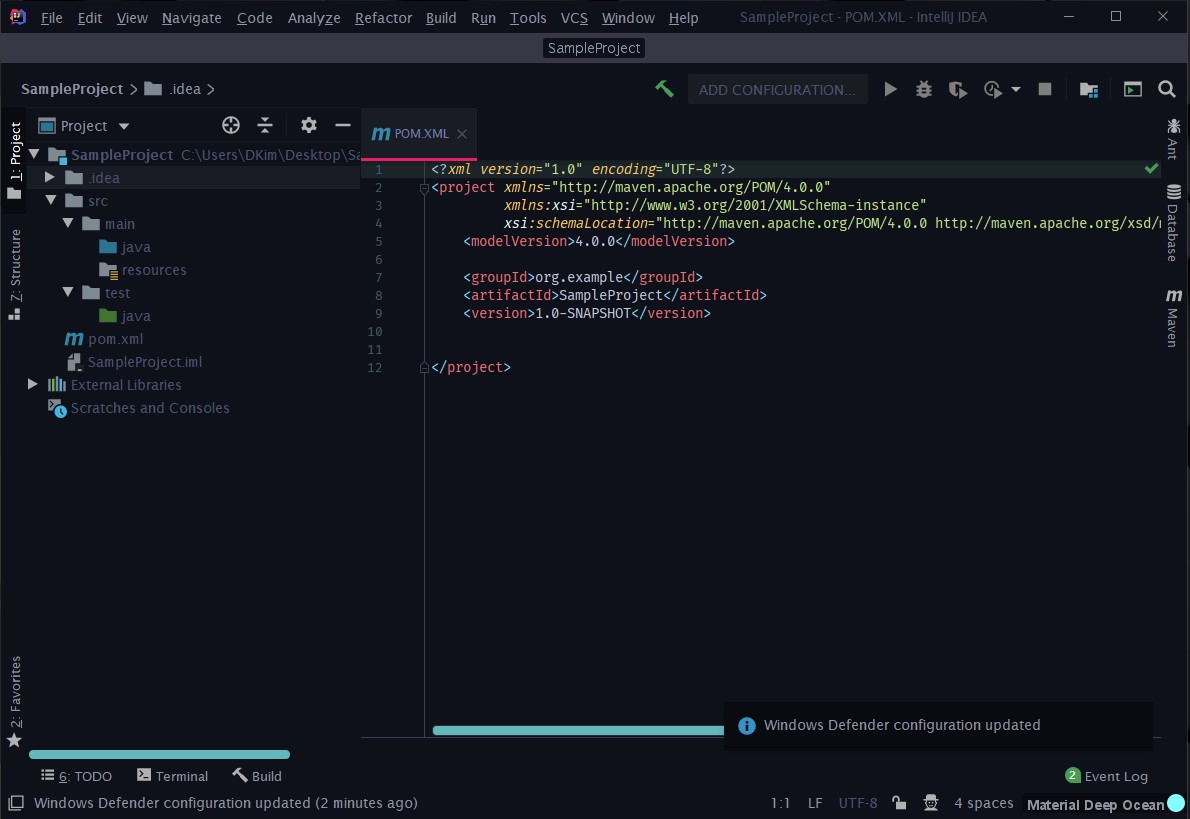 File Edit View Navigate Code Analyze Refactor Build Run Tools VCS Window Help SampleProject - POM.XML - IntelliJ IDEA
SampleProject
SampleProject .idea ADD CONFIGURATION...
1: Project
Z: Structure
2: Favorites
Project
SampleProject C:\Users\DKim\Desktop\Sa
.idea
src
main
java
resources
test
java
pom.xml
SampleProject.iml
External Libraries
Scratches and Consoles
POM.XML
1 <?xml version="1.0" encoding="UTF-8"?>
2 <project xmlns="http://maven.apache.org/POM/4.0.0"
3 xmlns:xsi="http://www.w3.org/2001/XMLSchema-instance"
4 xsi:schemaLocation="http://maven.apache.org/POM/4.0.0 http://maven.apache.org/xsd/
5 <modelVersion>4.0.0</modelVersion>
6
7 <groupId>org.example</groupId>
8 <artifactId>SampleProject</artifactId>
9 <version>1.0-SNAPSHOT</version>
10
11
12 </project>
Ant
Database
Maven
Windows Defender configuration updated
6: TODO Terminal Build 2 Event Log
Windows Defender configuration updated (2 minutes ago) 1:1 LF UTF-8 4 spaces Material Deep Ocean